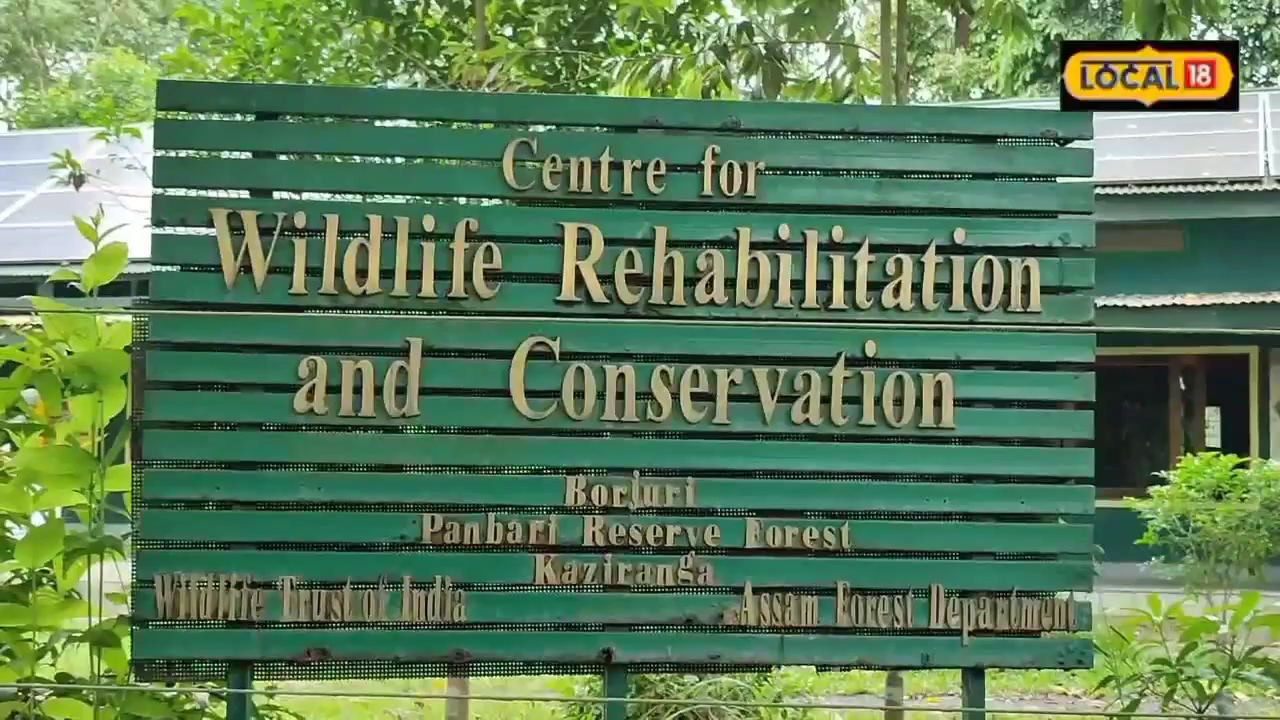 LOCAL 18
Centre for
Wildlife Rehabilitation
and Conservation
Borjuri
Panbari Reserve Forest
Kaziranga
Wildlife Trust of India Assam Forest Department